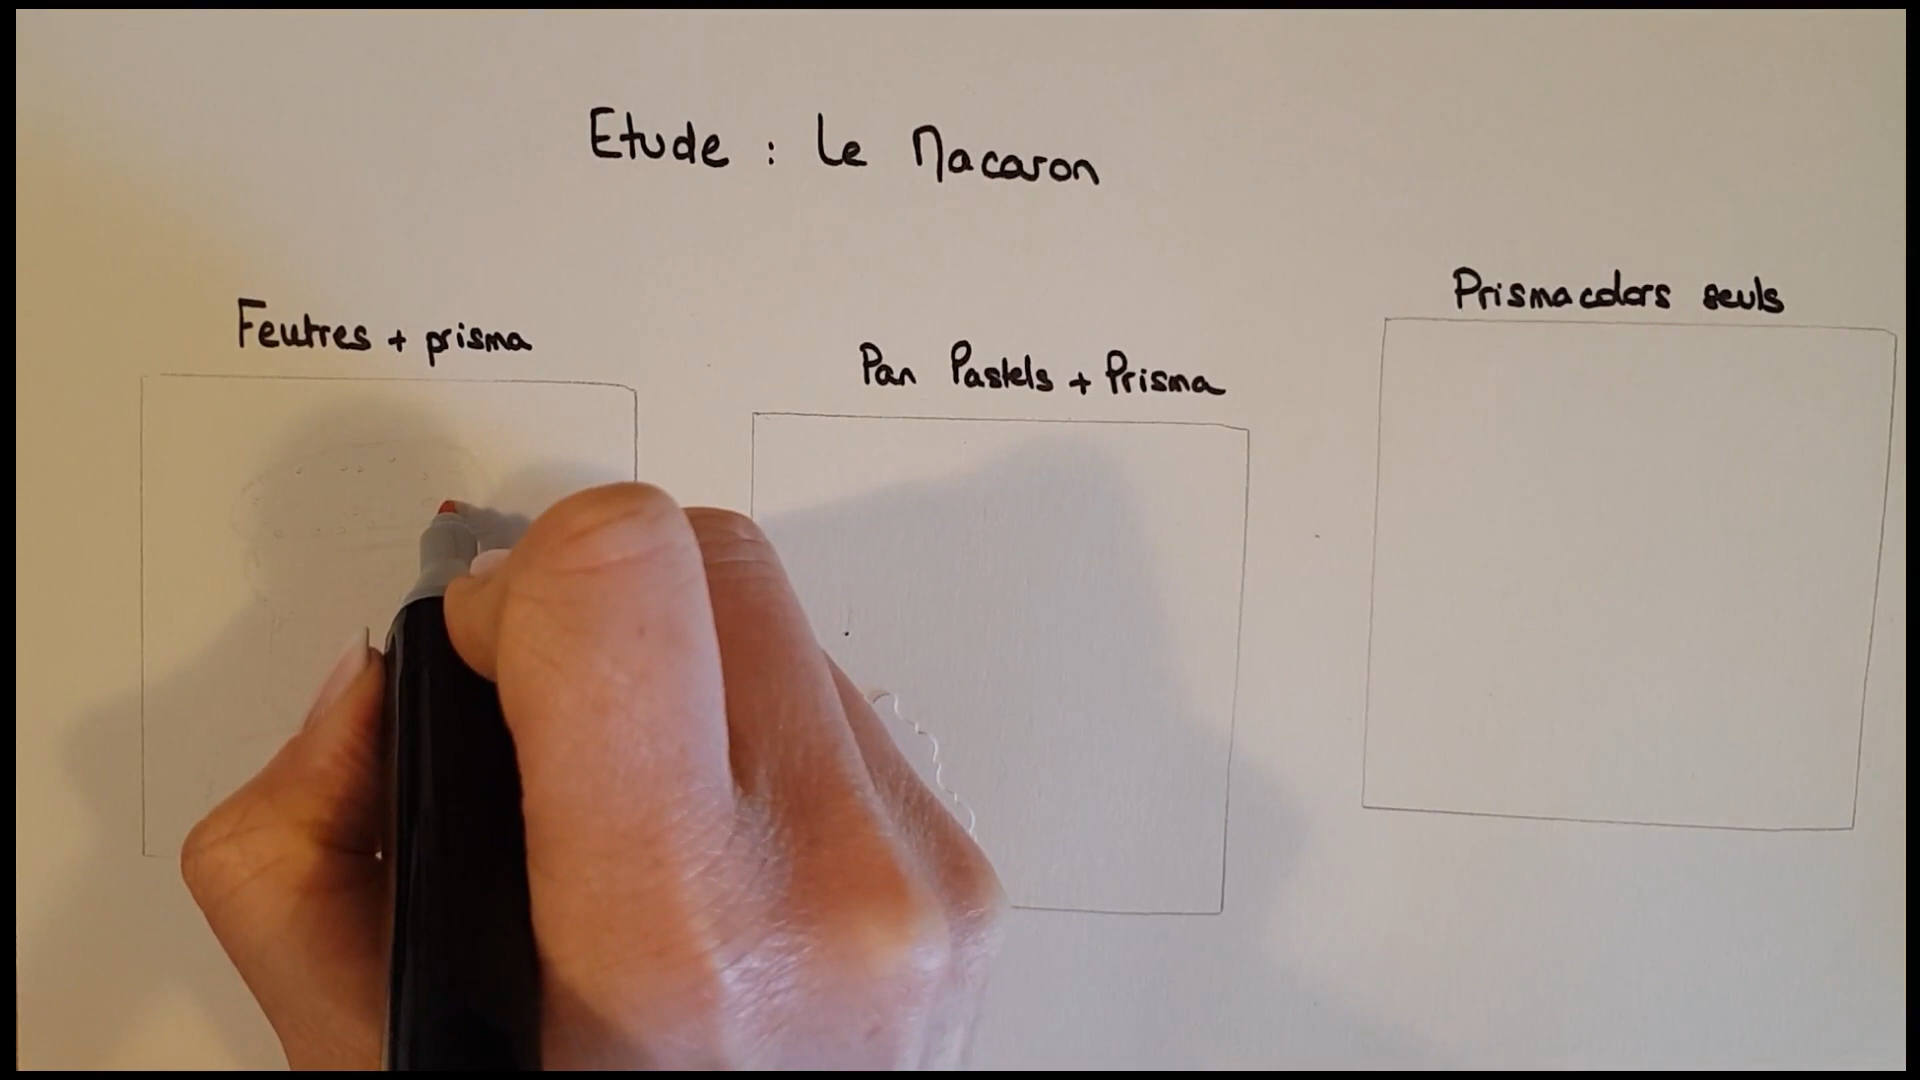 Etude : Le Macaron
Feutres + prisma
Pan Pastels + Prisma
Prismacolors seuls